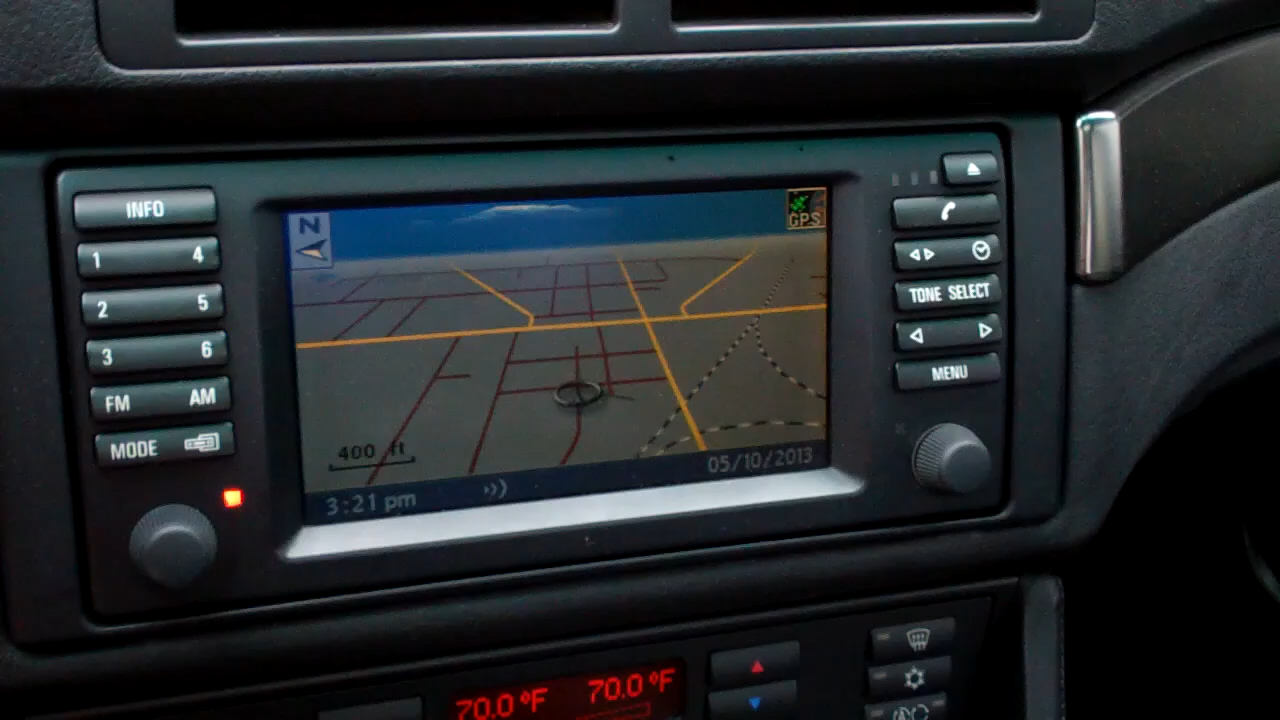 INFO
1 4
2 5
3 6
FM AM
MODE
N
GPS
400 ft
3:21 pm
05/10/2013
TONE SELECT
MENU
70.0°F 70.0°F